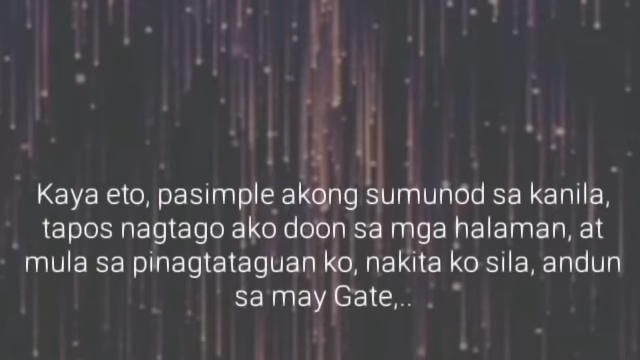 Kaya eto, pasimple akong sumunod sa kanila,
tapos nagtago ako doon sa mga halaman, at
mula sa pinagtataguan ko, nakita ko sila, andun
sa may Gate,..